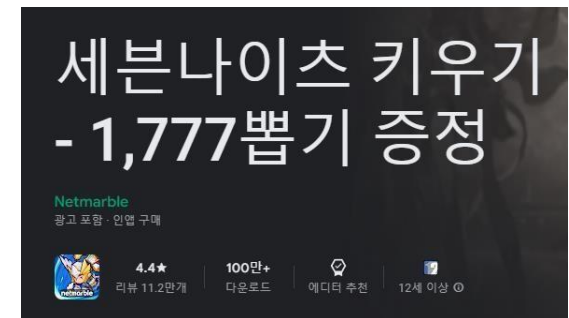 세븐나이츠 키우기
- 1,777뽑기 증정
Netmarble
광고 포함 · 인앱 구매
netmarble
4.4★
리뷰 11.2만개
100만+
다운로드
에디터 추천
12세 이상 ⓘ